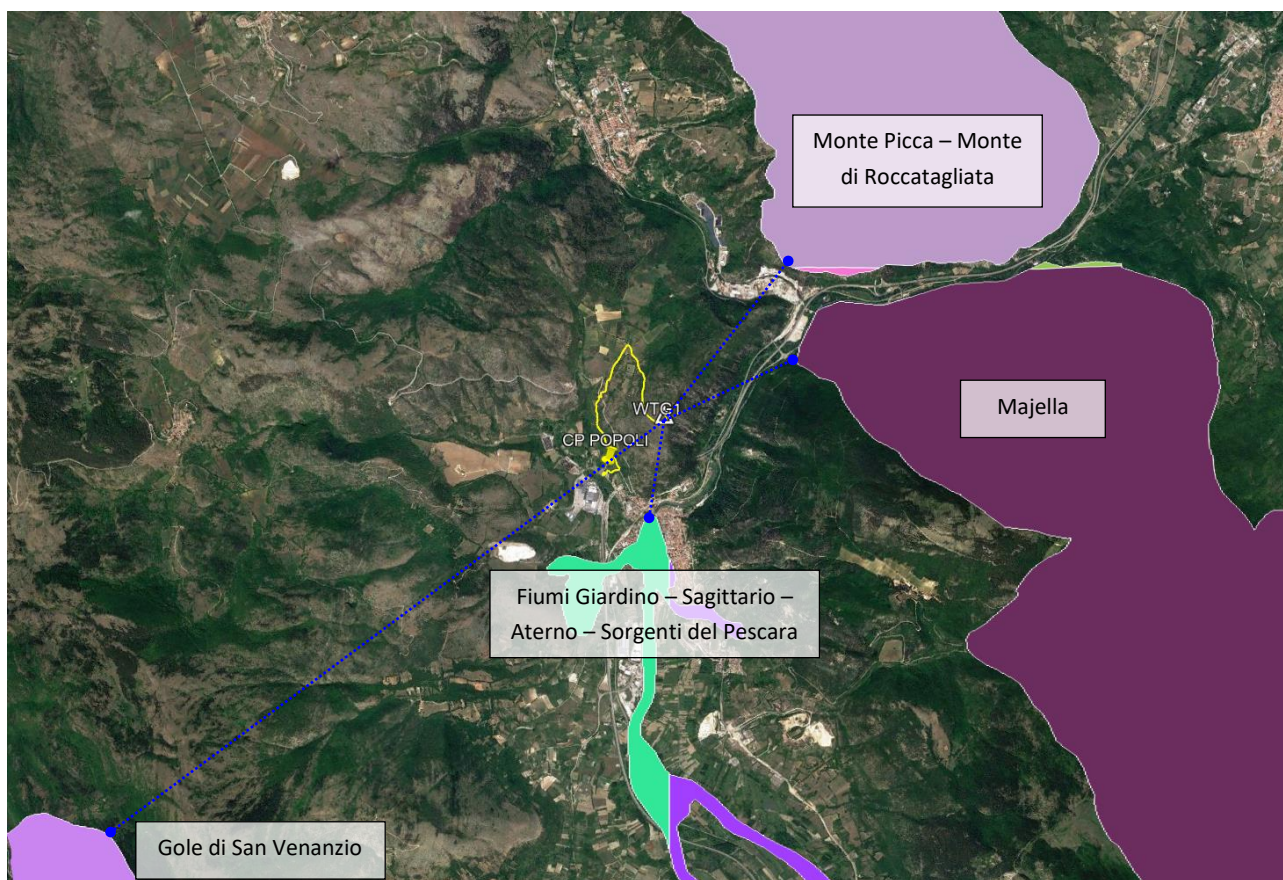 Monte Picca – Monte
di Roccatagliata
Majella
WTG1
CP POPOLI
Fiumi Giardino – Sagittario –
Aterno – Sorgenti del Pescara
Gole di San Venanzio